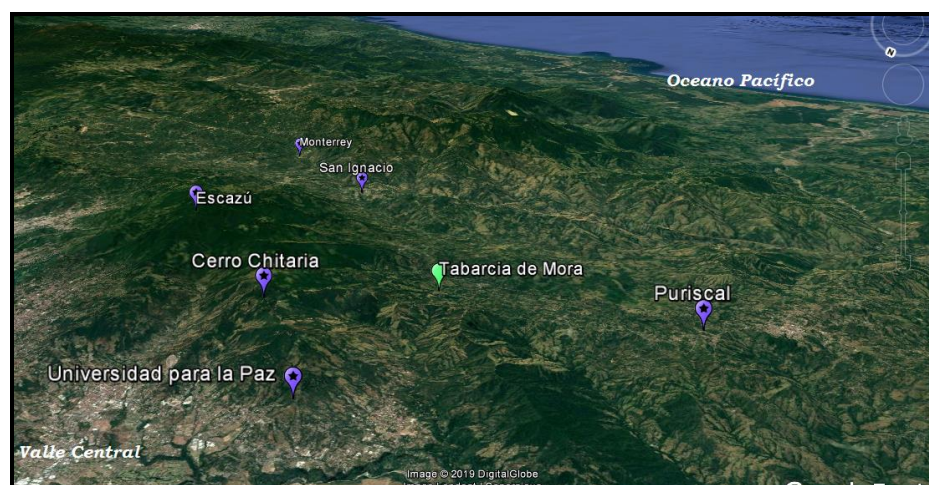 N
Oceano Pacífico
Monterrey
San Ignacio
Escazú
Cerro Chitaria
Tabarcia de Mora
Puriscal
Universidad para la Paz
Valle Central
Image © 2019 DigitalGlobe